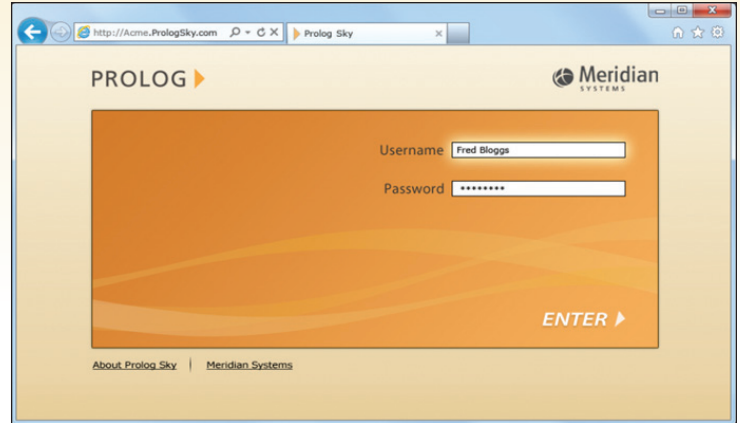 http://Acme.PrologSky.com
Prolog Sky
PROLOG
Meridian
SYSTEMS
Username Fred Bloggs
Password ••••••••
ENTER
About Prolog Sky | Meridian Systems